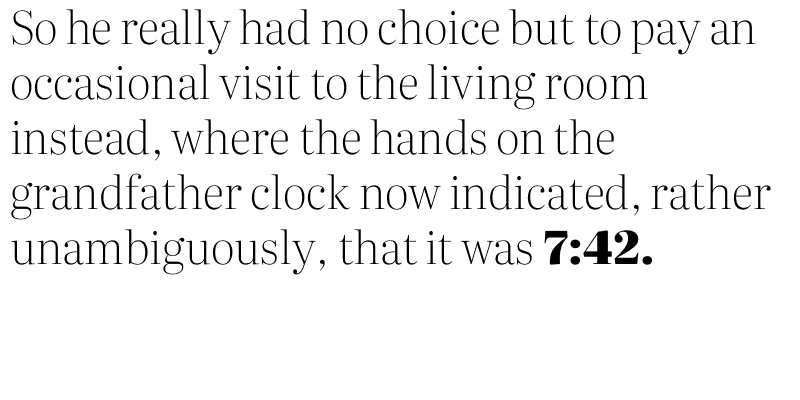 So he really had no choice but to pay an
occasional visit to the living room
instead, where the hands on the
grandfather clock now indicated, rather
unambiguously, that it was 7:42.